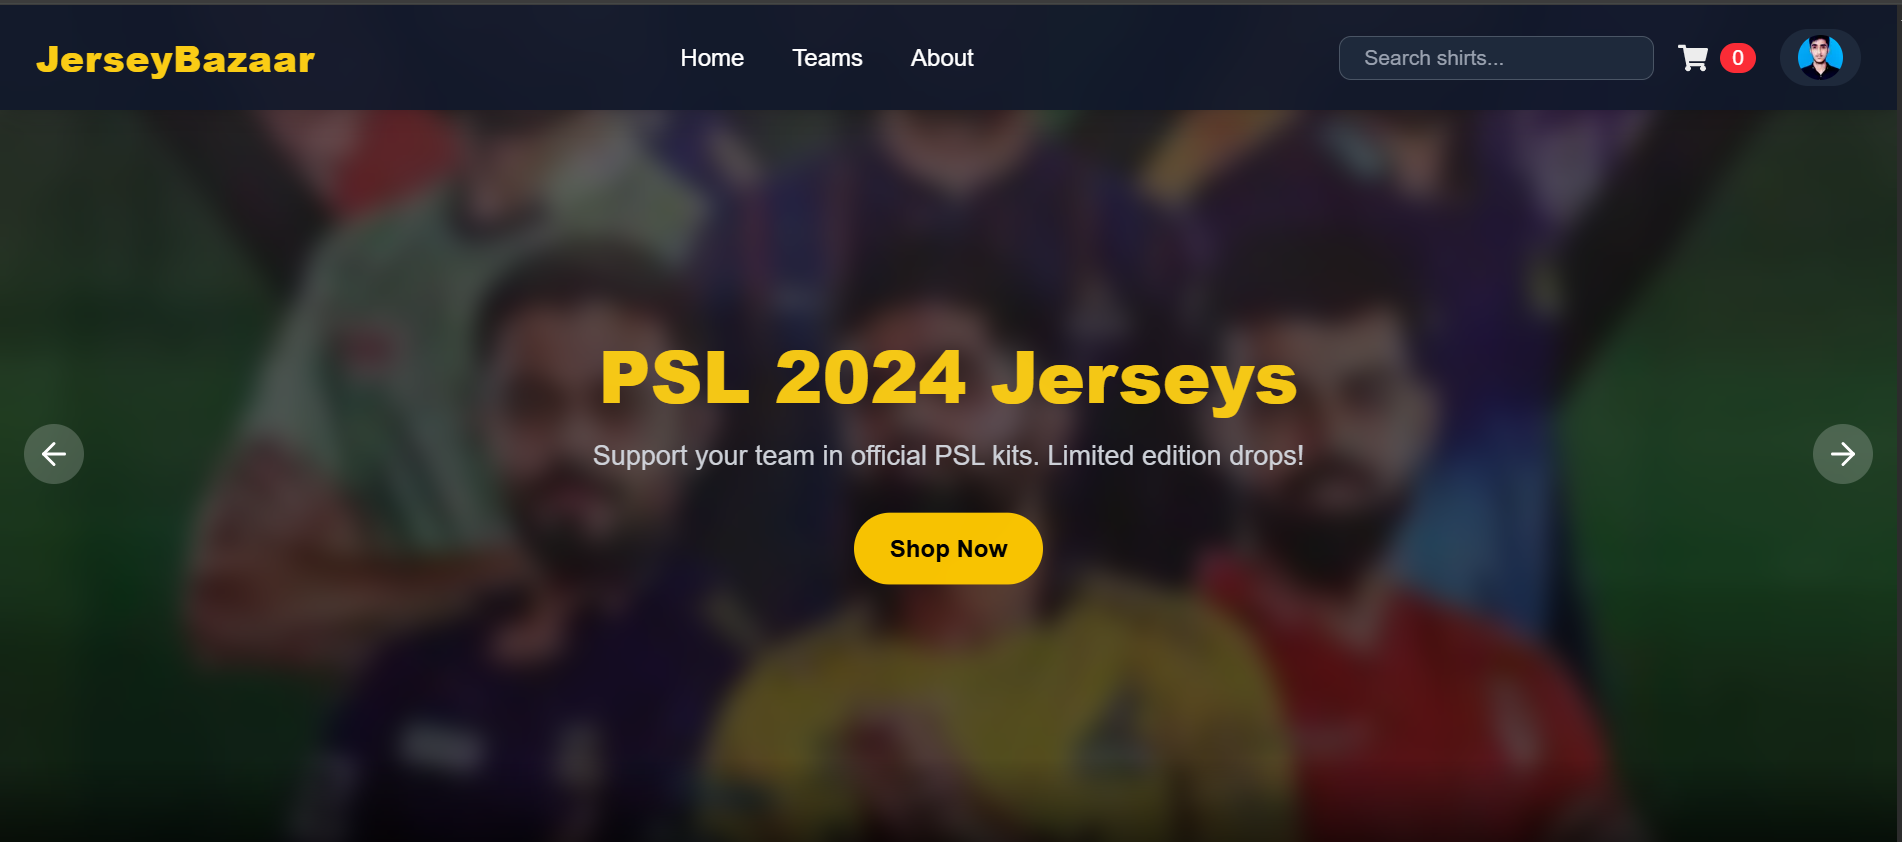 JerseyBazaar
Home Teams About
Search shirts...
0
PSL 2024 Jerseys
Support your team in official PSL kits. Limited edition drops!
Shop Now